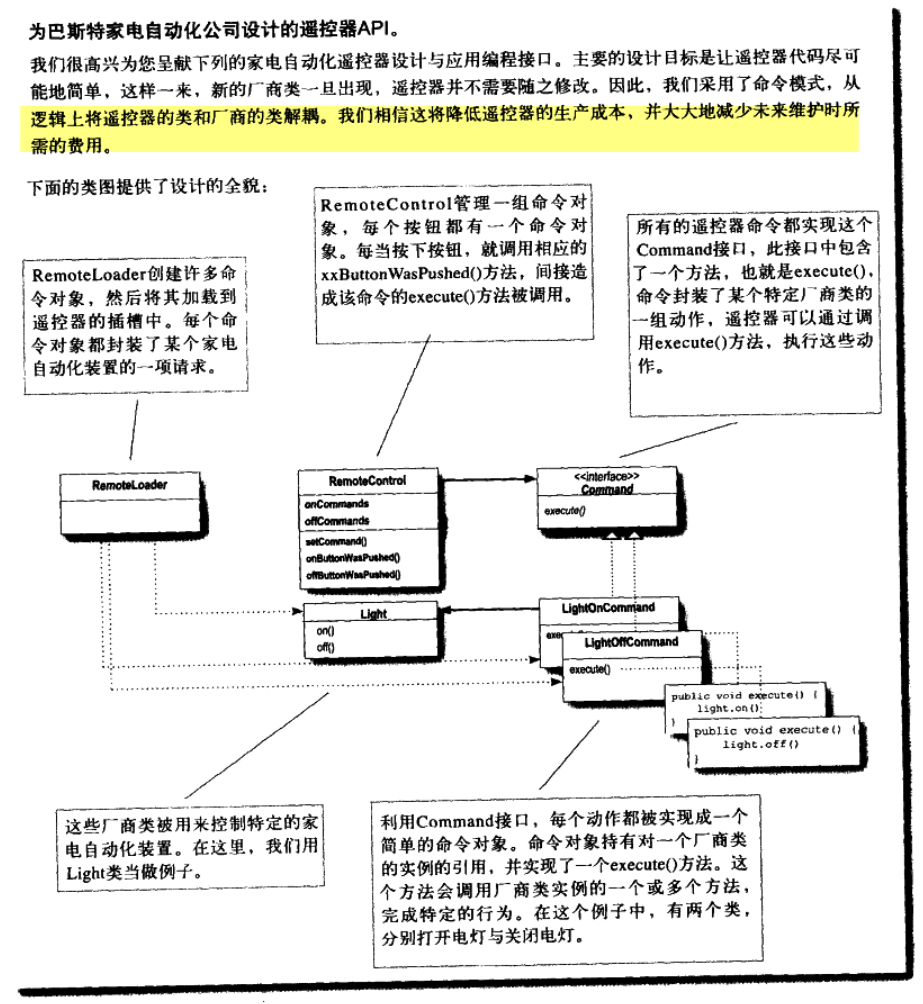 为巴斯特家电自动化公司设计的遥控器API。
我们很高兴为您呈献下列的家电自动化遥控器设计与应用编程接口。主要的设计目标是让遥控器代码尽可
能地简单，这样一来，新的厂商类一旦出现，遥控器并不需要随之修改。因此，我们采用了命令模式，从
逻辑上将遥控器的类和厂商的类解耦。我们相信这将降低遥控器的生产成本，并大大地减少未来维护时所
需的费用。
下面的类图提供了设计的全貌：
RemoteControl管理一组命令对
象，每个按钮都有一个命令对
象。每当按下按钮，就调用相应的
xxButtonWasPushed()方法，间接造
成该命令的execute()方法被调用。
所有的遥控器命令都实现这个
Command接口，此接口中包含
了一个方法，也就是execute()，
命令封装了某个特定厂商类的
一组动作，遥控器可以通过调
用execute()方法，执行这些动
作。
RemoteLoader创建许多命
令对象，然后将其加载到
遥控器的插槽中。每个命
令对象都封装了某个家电
自动化装置的一项请求。
RemoteLoader
RemoteControl
onCommands
offCommands
setCommand()
onButtonWasPushed()
offButtonWasPushed()
<<interface>>
Command
execute()
Light
on()
off()
LightOnCommand
exe
LightOffCommand
execute()
public void execute() {
light.on();
}
public void execute() {
light.off()
}
这些厂商类被用来控制特定的家
电自动化装置。在这里，我们用
Light类当做例子。
利用Command接口，每个动作都被实现成一个
简单的命令对象。命令对象持有对一个厂商类
的实例的引用，并实现了一个execute()方法。这
个方法会调用厂商类实例的一个或多个方法，
完成特定的行为。在这个例子中，有两个类，
分别打开电灯与关闭电灯。